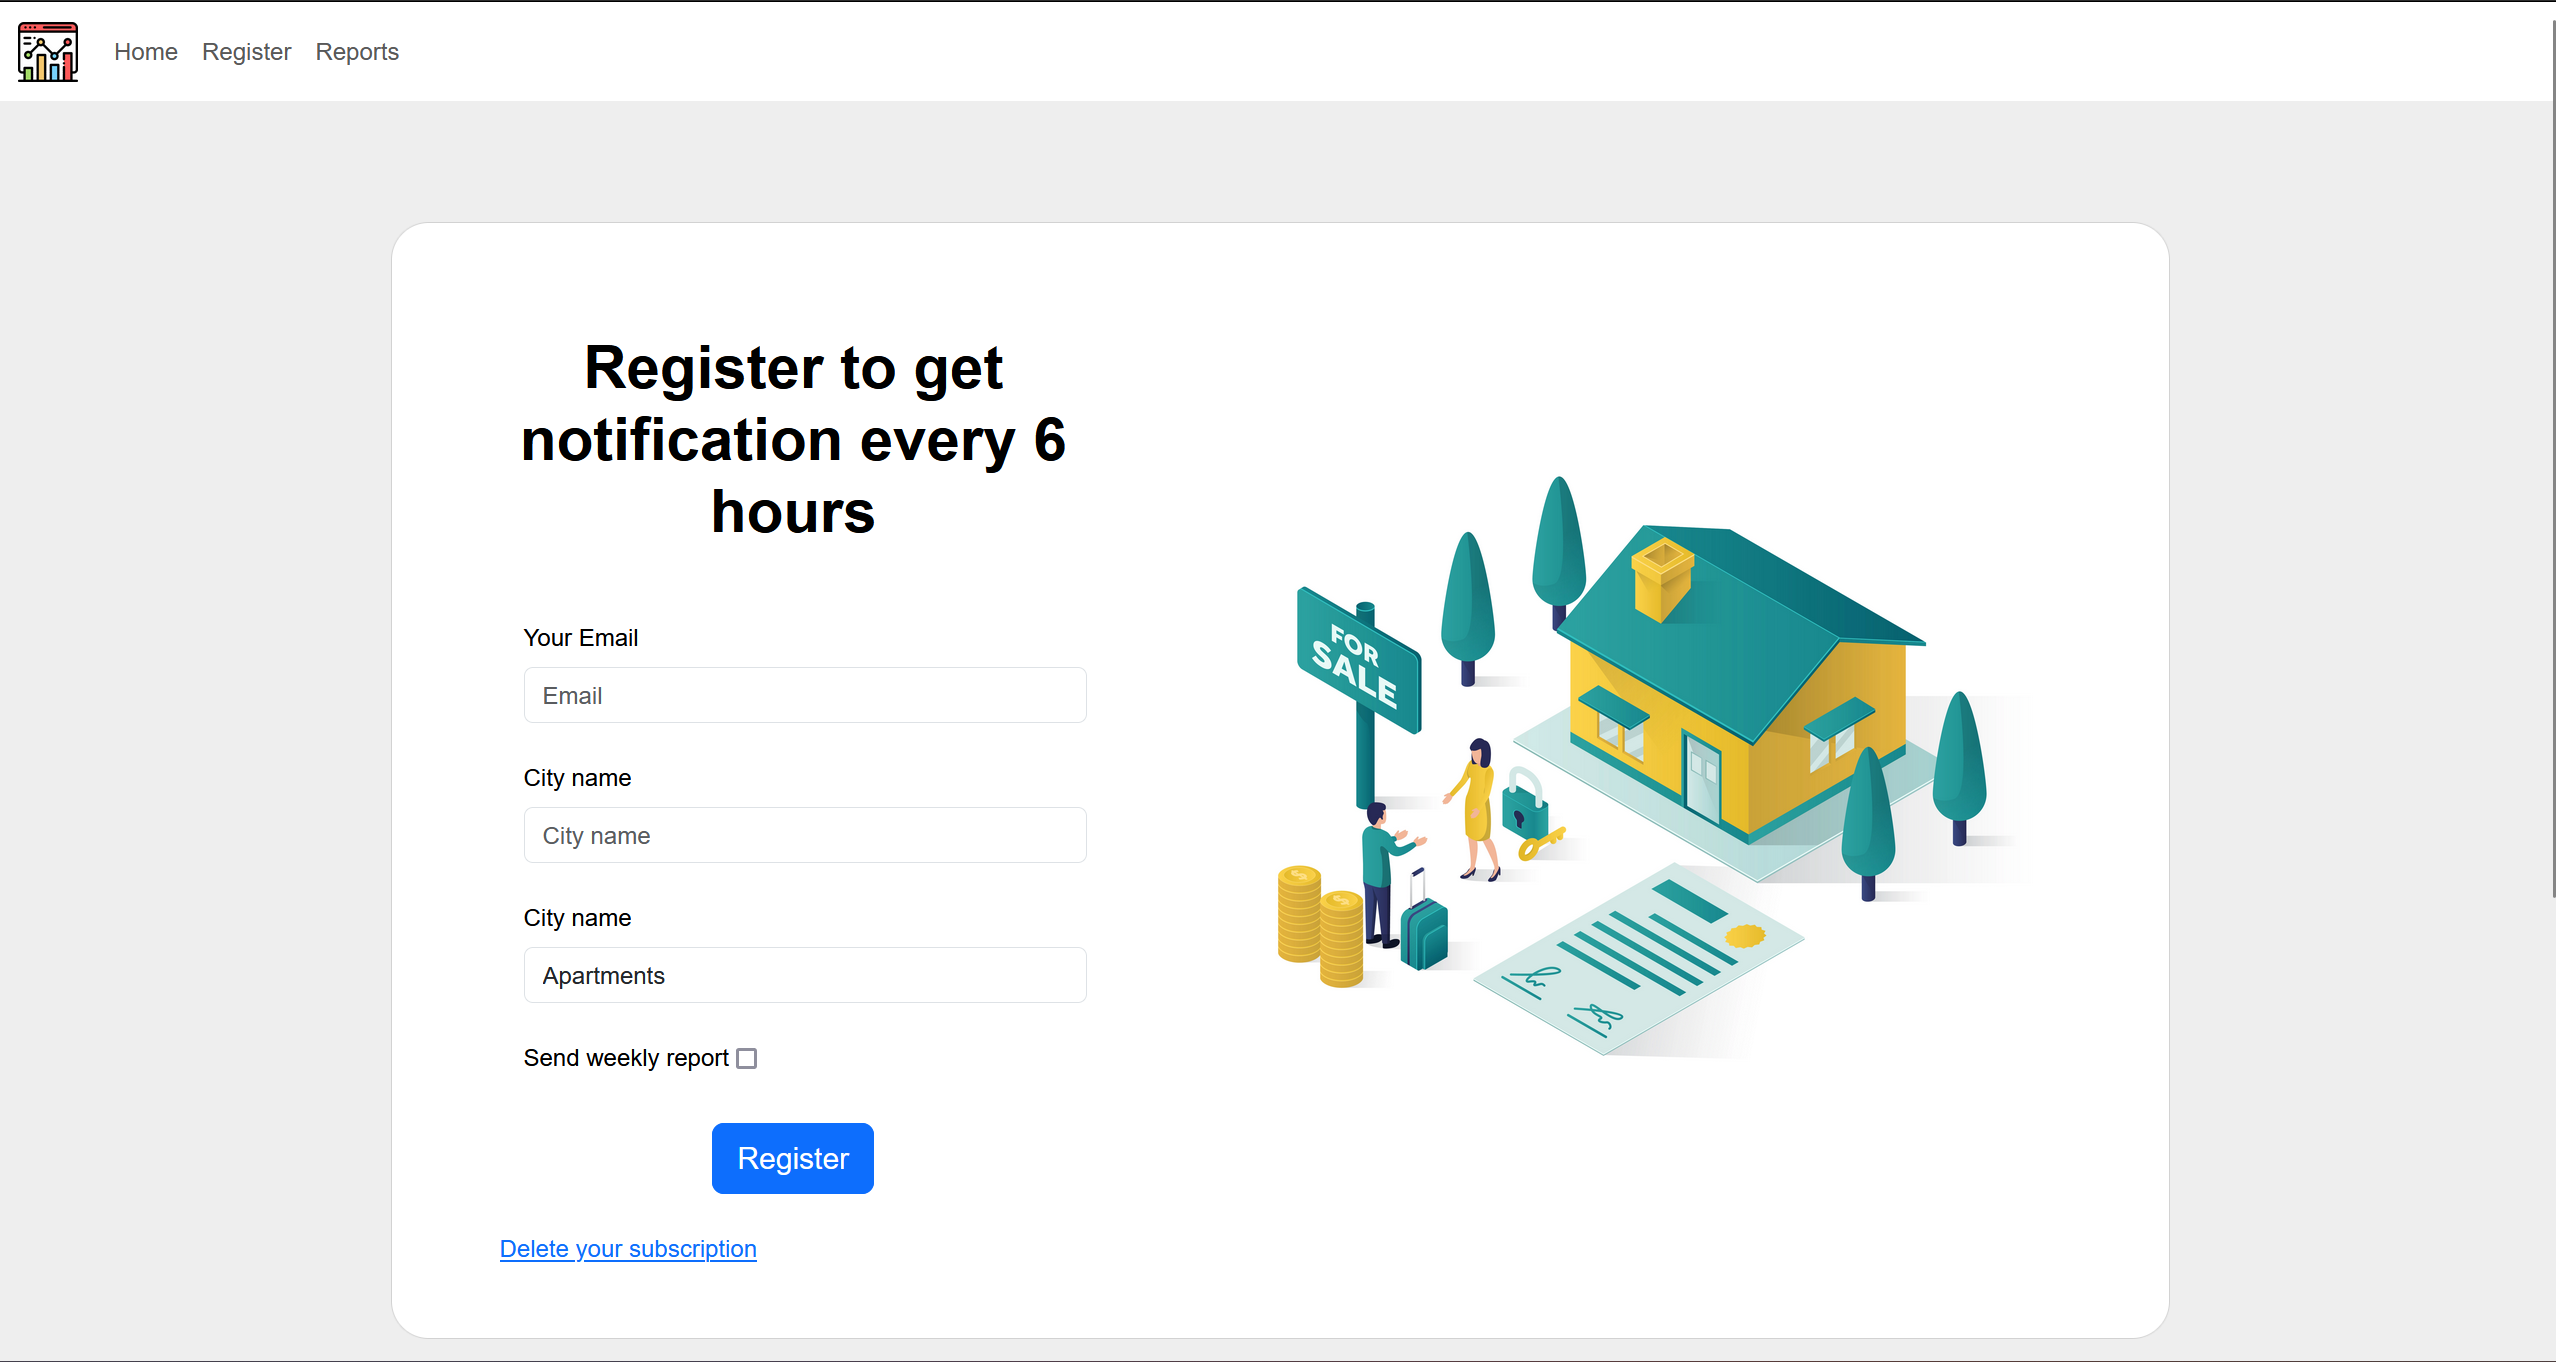 Home Register Reports
Register to get
notification every 6
hours
Your Email
Email
City name
City name
City name
Apartments
Send weekly report
Register
Delete your subscription
FOR
SALE